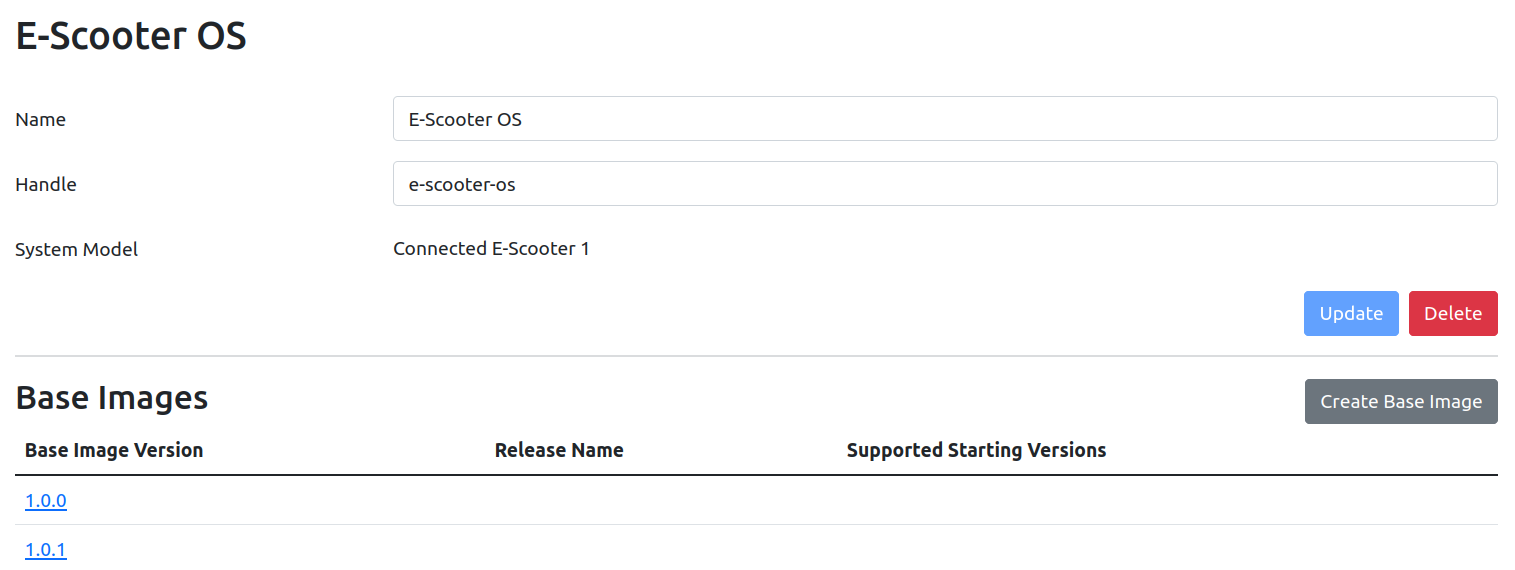 E-Scooter OS
Name
E-Scooter OS
Handle
e-scooter-os
System Model
Connected E-Scooter 1
Update
Delete
Base Images
Create Base Image
Base Image Version
Release Name
Supported Starting Versions
1.0.0
1.0.1